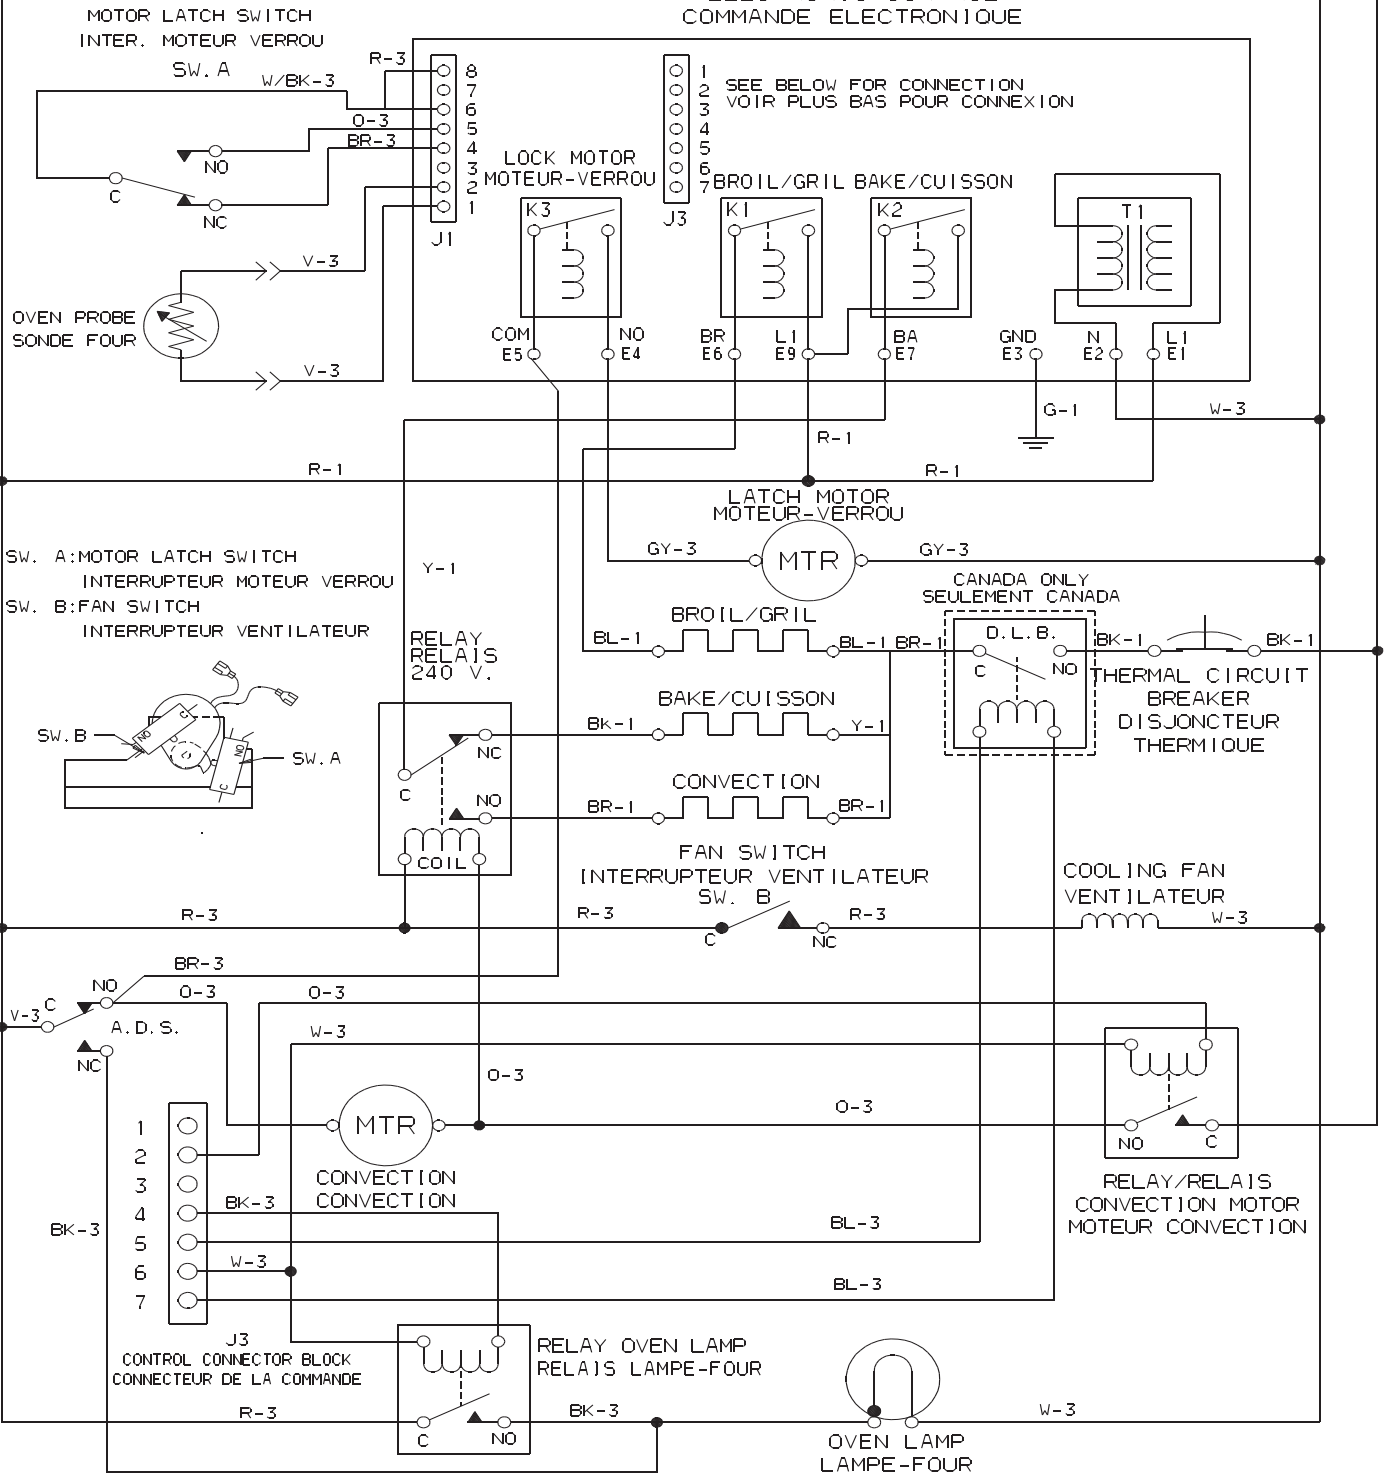 COMMANDE ELECTRONIQUE
MOTOR LATCH SWITCH
INTER. MOTEUR VERROU
SW. A
R-3
W/BK-3
O-3
BR-3
NO
C
NC
8
7
6
5
4
3
2
1
J1
1
2
3
4
5
6
7
J3
SEE BELOW FOR CONNECTION
VOIR PLUS BAS POUR CONNEXION
LOCK MOTOR
MOTEUR-VERROU
BROIL/GRIL
BAKE/CUISSON
K3
K1
K2
T1
V-3
OVEN PROBE
SONDE FOUR
V-3
COM
E5
NO
E4
BR
E6
L1
E9
BA
E7
GND
E3
N
E2
L1
E1
G-1
W-3
R-1
R-1
R-1
LATCH MOTOR
MOTEUR-VERROU
GY-3
MTR
GY-3
SW. A:MOTOR LATCH SWITCH
INTERRUPTEUR MOTEUR VERROU
SW. B:FAN SWITCH
INTERRUPTEUR VENTILATEUR
Y-1
CANADA ONLY
SEULEMENT CANADA
BROIL/GRIL
BL-1
BL-1
BR-1
D.L.B.
C
NO
BK-1
BK-1
THERMAL CIRCUIT
BREAKER
DISJONCTEUR
THERMIQUE
RELAY
RELAIS
240 V.
BAKE/CUISSON
BK-1
Y-1
NC
C
NO
COIL
CONVECTION
BR-1
BR-1
SW.B
NO
C
NO
C
SW.A
FAN SWITCH
INTERRUPTEUR VENTILATEUR
SW. B
R-3
R-3
C
NC
R-3
COOLING FAN
VENTILATEUR
W-3
BR-3
NO
C
V-3
A.D.S.
NC
O-3
O-3
W-3
O-3
O-3
MTR
CONVECTION
CONVECTION
NO
C
RELAY/RELAIS
CONVECTION MOTOR
MOTEUR CONVECTION
1
2
3
4
5
6
7
BK-3
BK-3
BL-3
W-3
BL-3
J3
CONTROL CONNECTOR BLOCK
CONNECTEUR DE LA COMMANDE
RELAY OVEN LAMP
RELAIS LAMPE-FOUR
R-3
C
NO
BK-3
W-3
OVEN LAMP
LAMPE-FOUR